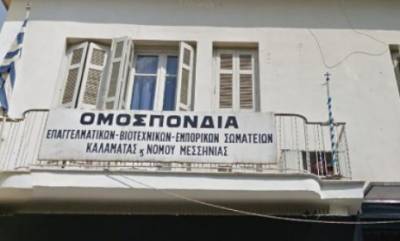 ΟΜΟΣΠΟΝΔΙΑ
ΕΠΑΓΓΕΛΜΑΤΙΚΩΝ-ΒΙΟΤΕΧΝΙΚΩΝ-ΕΜΠΟΡΙΚΩΝ ΣΩΜΑΤΕΙΩΝ
ΚΑΛΑΜΑΤΑΣ ϗ ΝΟΜΟΥ ΜΕΣΣΗΝΙΑΣ